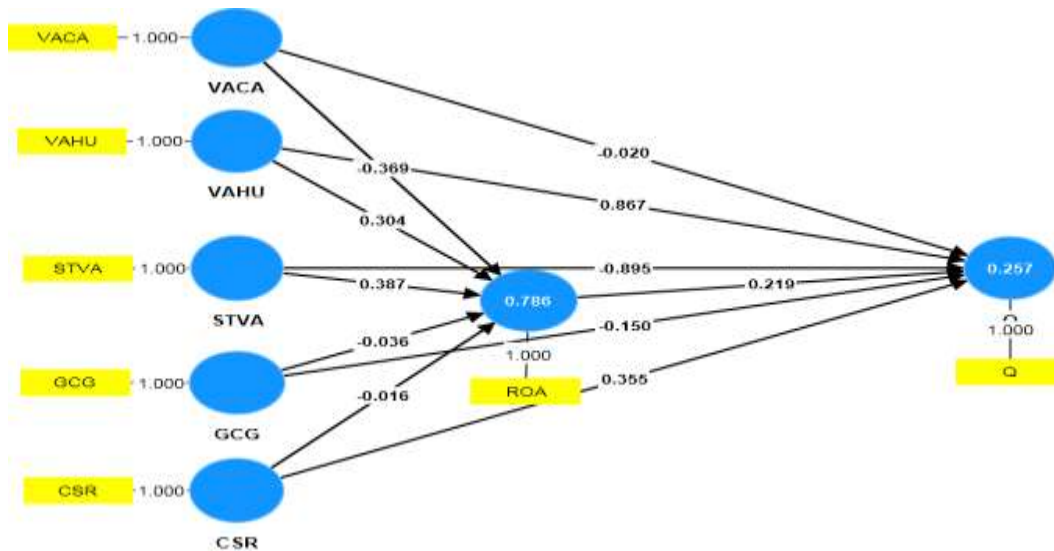 VACA
1.000
VACA
VAHU
1.000
VAHU
STVA
1.000
STVA
GCG
1.000
GCG
CSR
1.000
CSR
-0.369
0.304
0.387
-0.036
-0.016
-0.020
0.867
-0.895
0.219
-0.150
0.355
0.786
1.000
ROA
0.257
1.000
Q